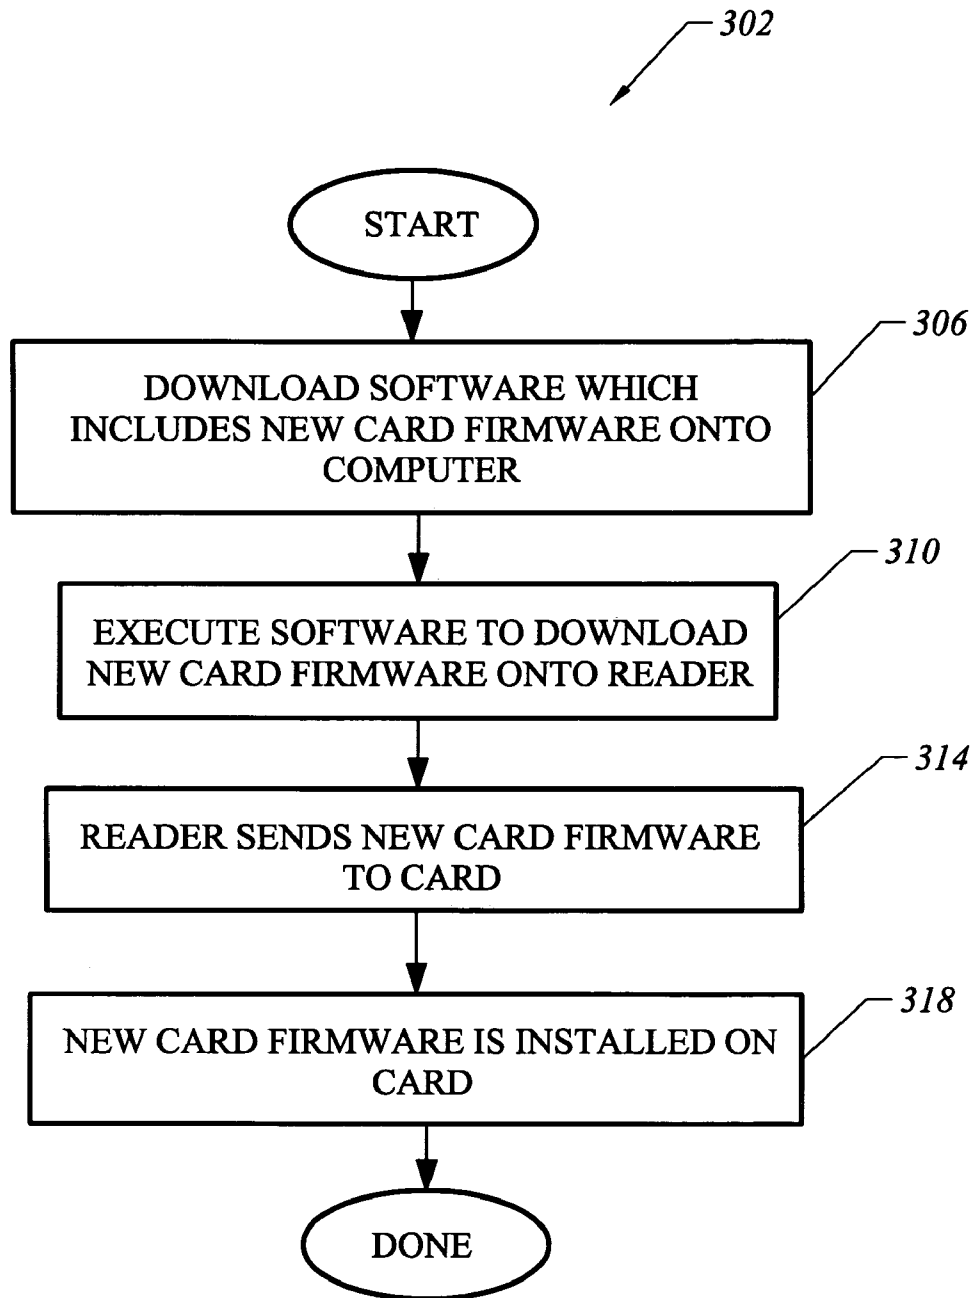 302
START
306
DOWNLOAD SOFTWARE WHICH
INCLUDES NEW CARD FIRMWARE ONTO
COMPUTER
310
EXECUTE SOFTWARE TO DOWNLOAD
NEW CARD FIRMWARE ONTO READER
314
READER SENDS NEW CARD FIRMWARE
TO CARD
318
NEW CARD FIRMWARE IS INSTALLED ON
CARD
DONE